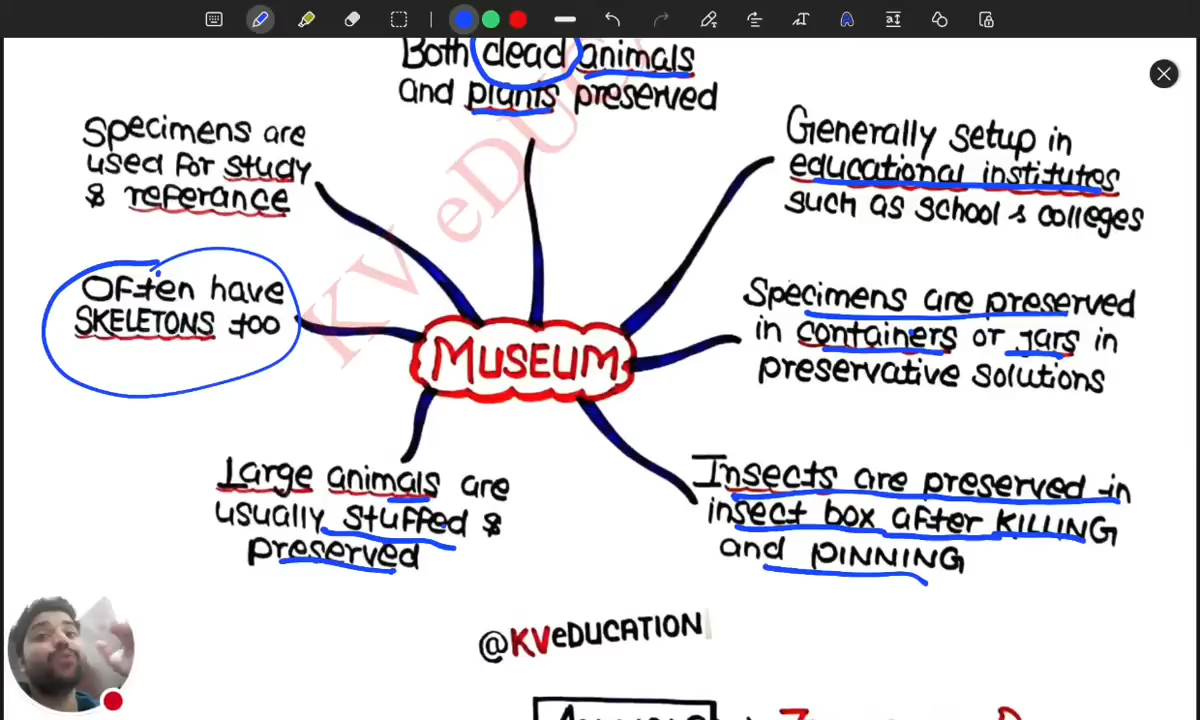 Both dead animals
and plants preserved
Specimens are
used for study
& referance
Generally setup in
educational institutes
such as school & colleges
Often have
SKELETONS too
Specimens are preserved
in containers or jars in
preservative solutions
MUSEUM
Large animals are
usually stuffed &
preserved
Insects are preserved in
insect box after KILLING
and PINNING
@KVeDUCATION
KV eDU